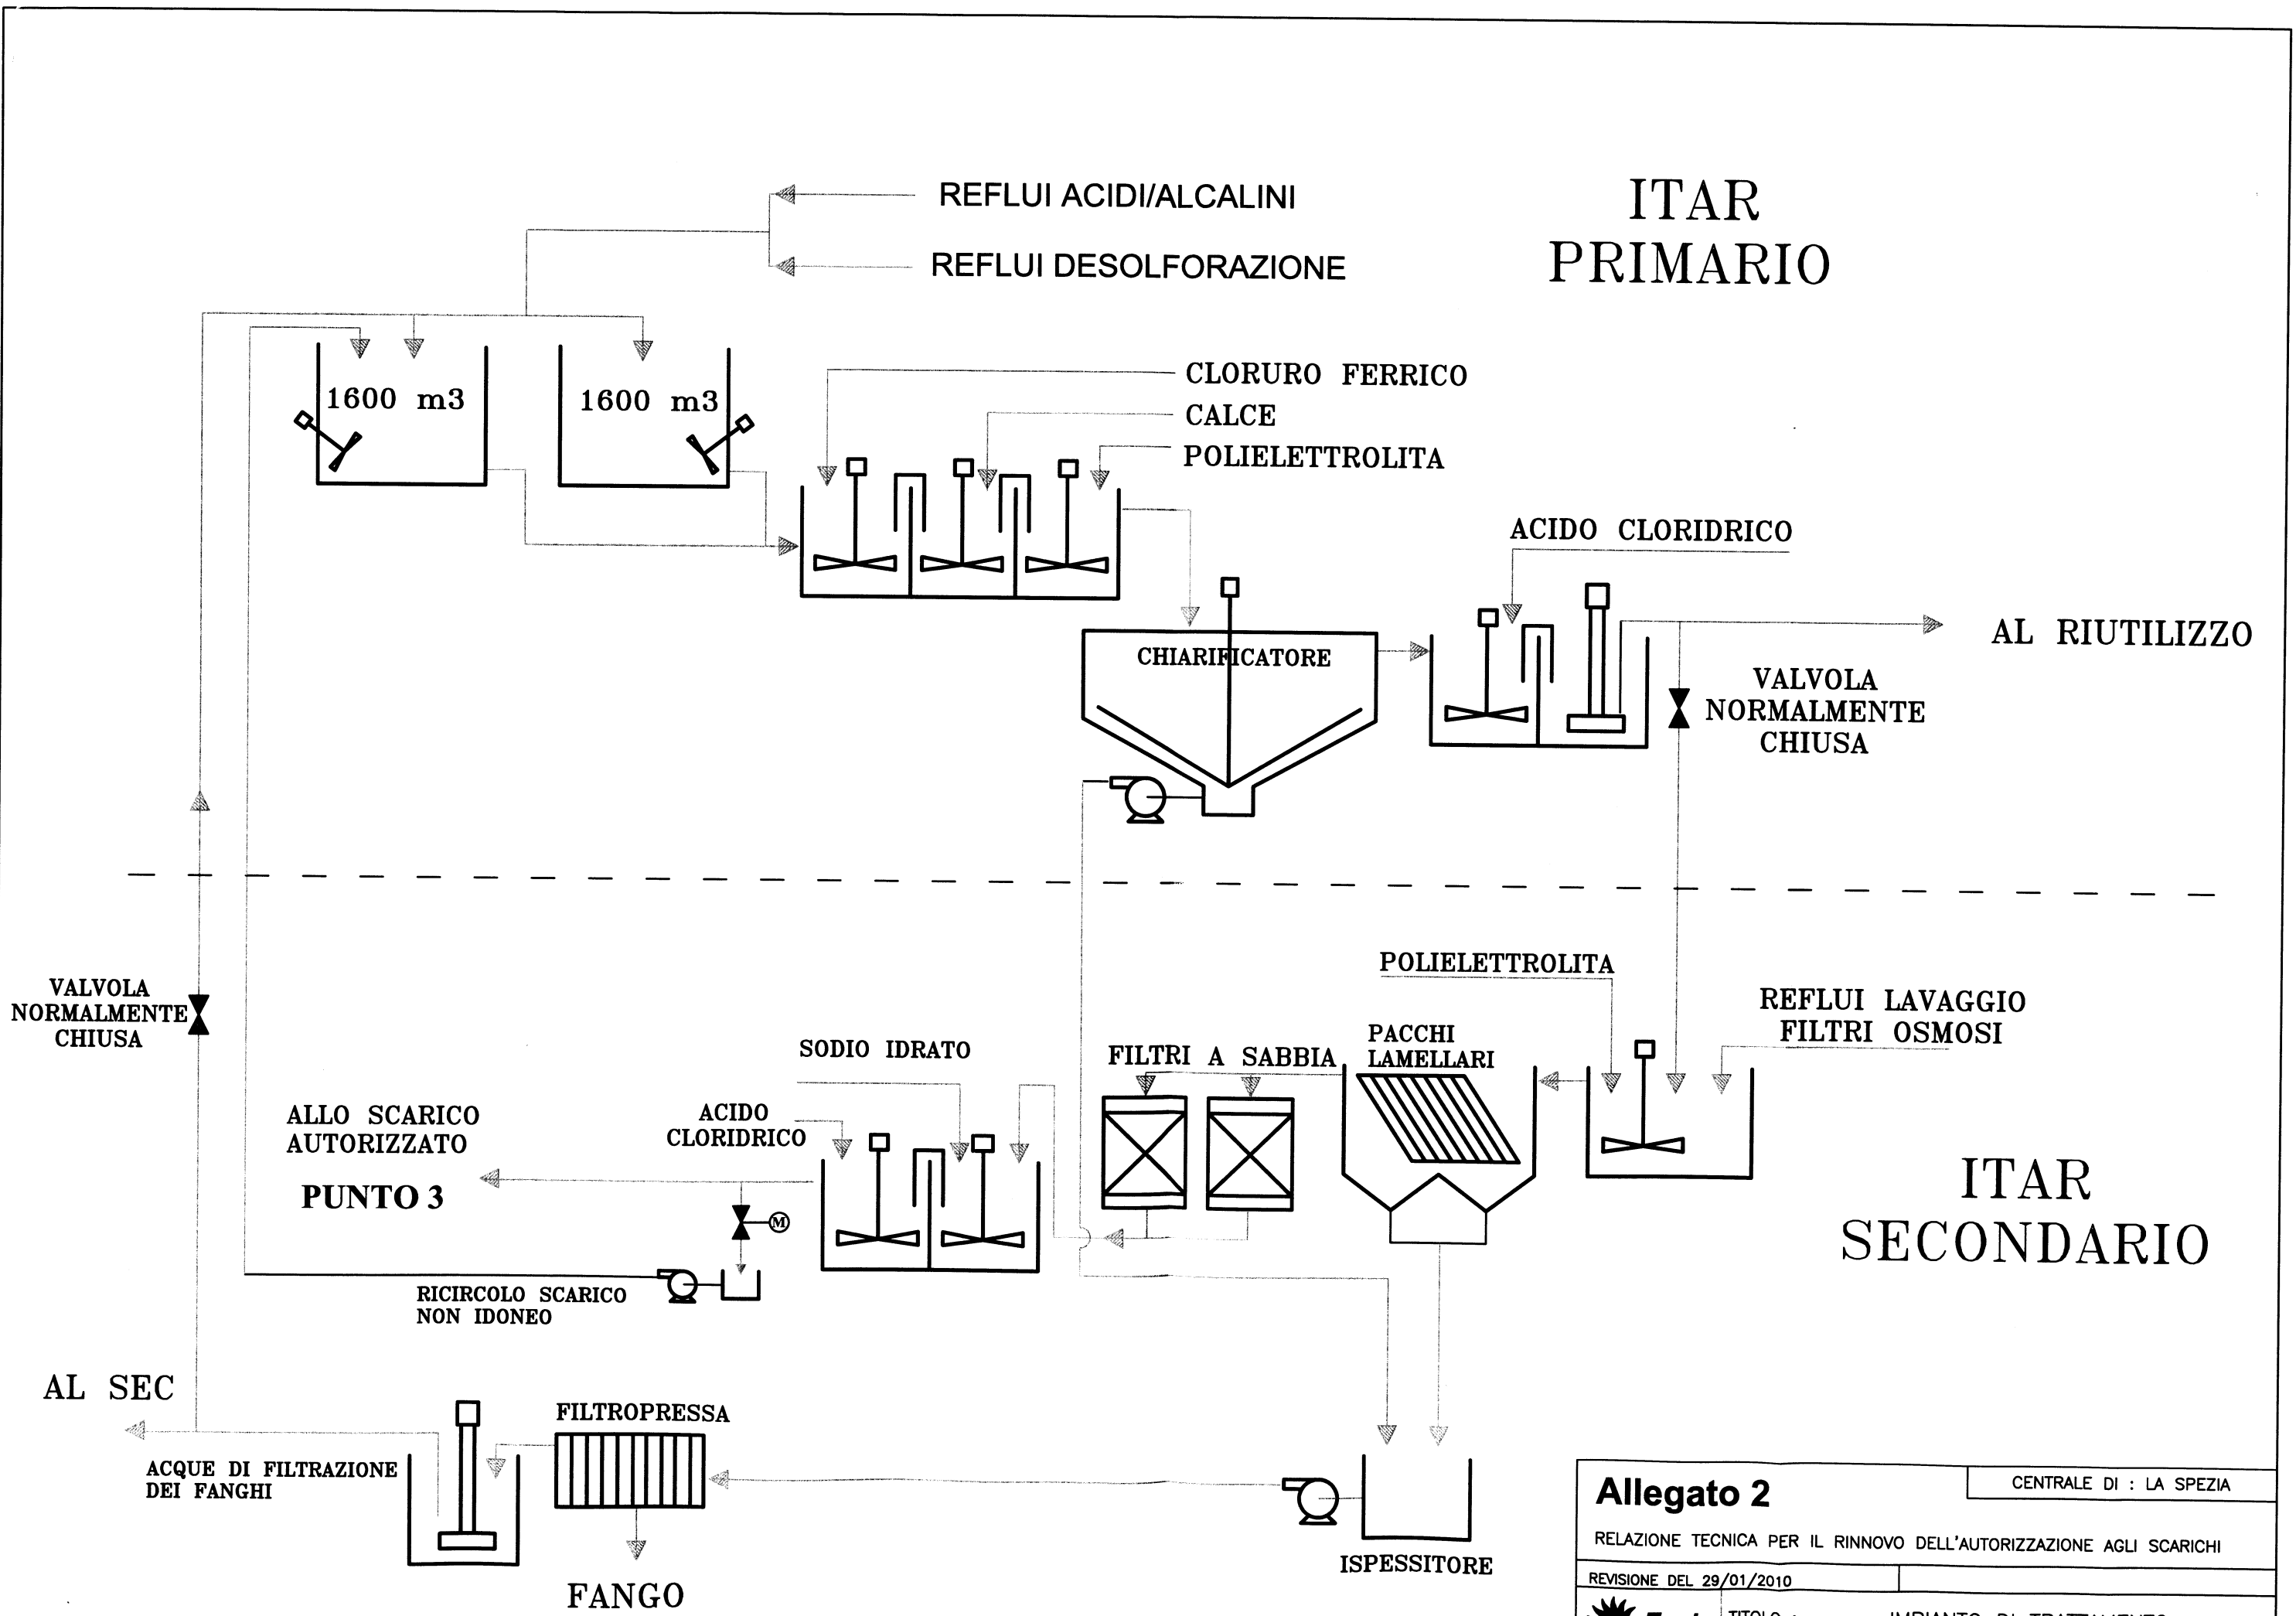 REFLUI ACIDI/ALCALINI
REFLUI DESOLFORAZIONE
ITAR
PRIMARIO
1600 m3
1600 m3
CLORURO FERRICO
CALCE
POLIELETTROLITA
ACIDO CLORIDRICO
CHIARIFICATORE
AL RIUTILIZZO
VALVOLA
NORMALMENTE
CHIUSA
VALVOLA
NORMALMENTE
CHIUSA
POLIELETTROLITA
REFLUI LAVAGGIO
FILTRI OSMOSI
PACCHI
LAMELLARI
FILTRI A SABBIA
SODIO IDRATO
ACIDO
CLORIDRICO
ALLO SCARICO
AUTORIZZATO
PUNTO 3
M
ITAR
SECONDARIO
RICIRCOLO SCARICO
NON IDONEO
AL SEC
FILTROPRESSA
ACQUE DI FILTRAZIONE
DEI FANGHI
FANGO
ISPESSITORE
Allegato 2
CENTRALE DI : LA SPEZIA
RELAZIONE TECNICA PER IL RINNOVO DELL'AUTORIZZAZIONE AGLI SCARICHI
REVISIONE DEL 29/01/2010
TITOLO :
IMPIANTO DI TRATTAMENTO